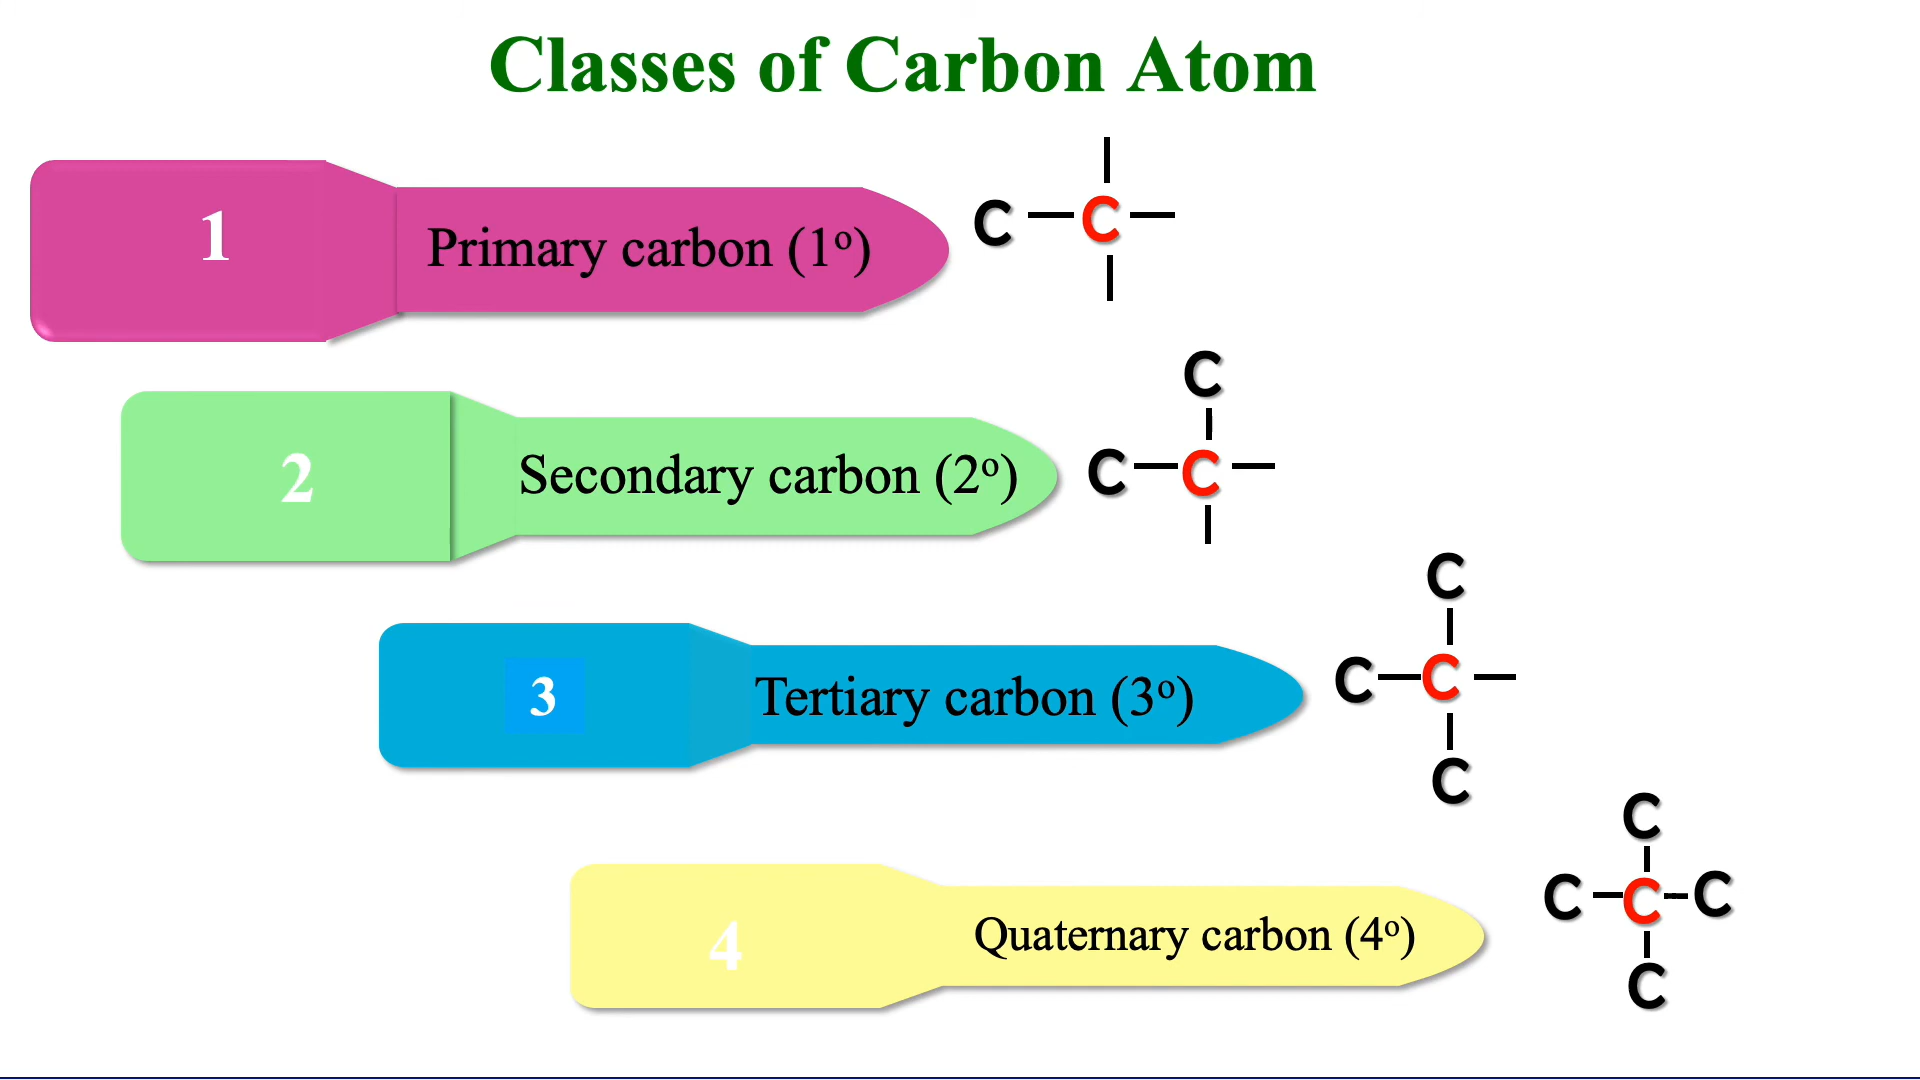 Classes of Carbon Atom
1
Primary carbon (1º)
C C
2
Secondary carbon (2º)
C
C C
3
Tertiary carbon (3º)
C
C C
C
4
Quaternary carbon (4º)
C
C C C
C